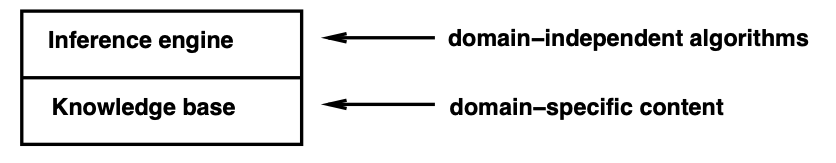 Inference engine
domain–independent algorithms
Knowledge base
domain–specific content